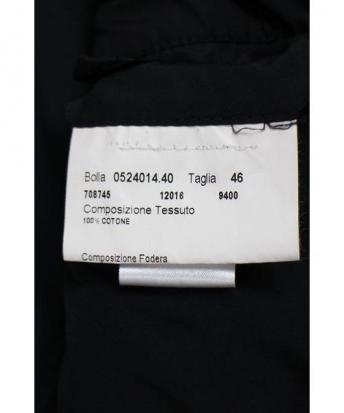 Bolla 0524014.40 Taglia 46
708745 12016 9400
Composizione Tessuto
100% COTONE
Composizione Fodera